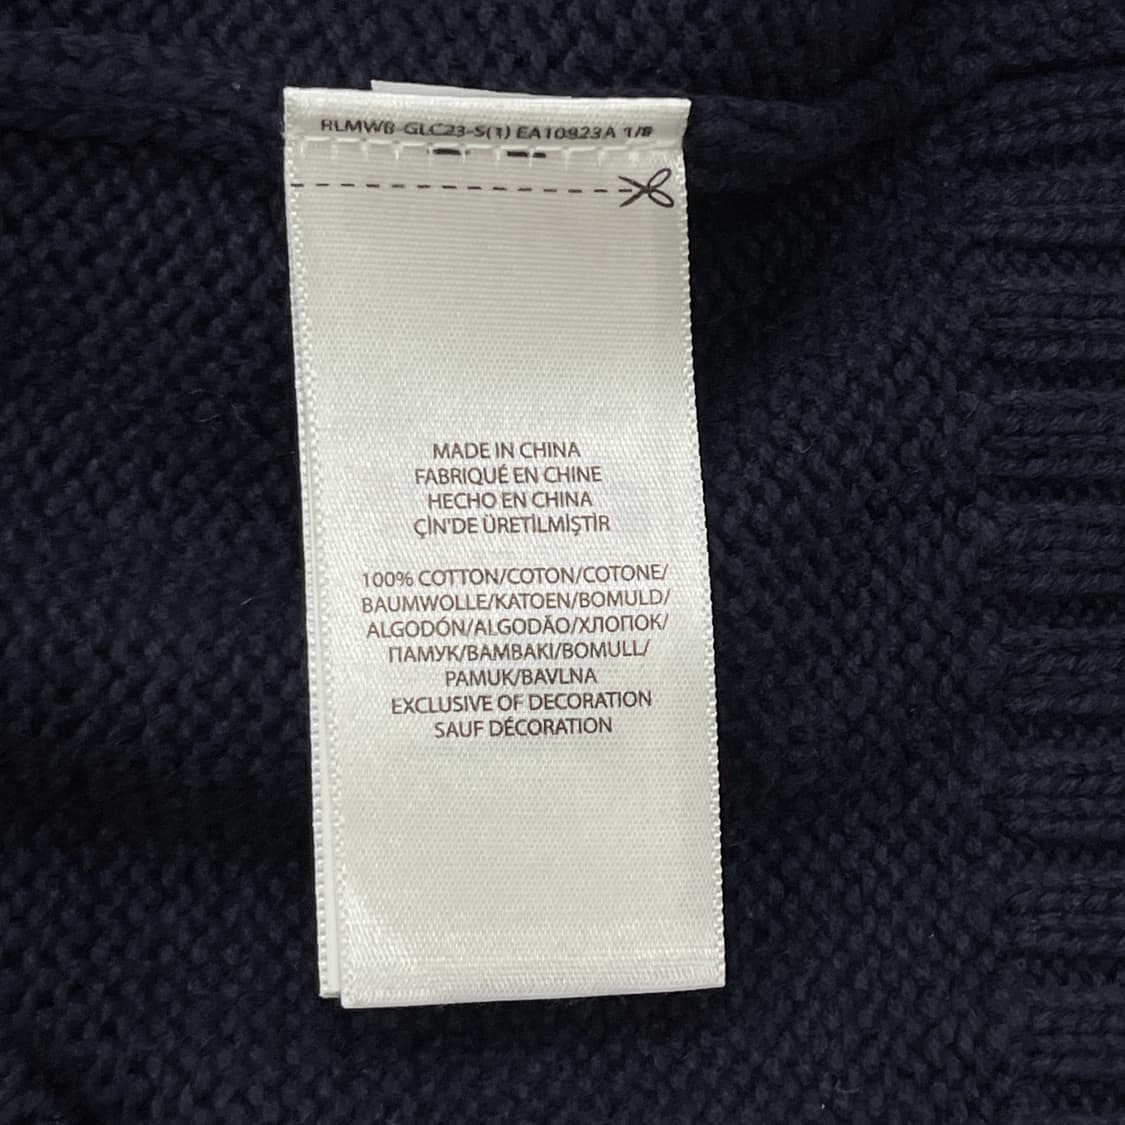 RLMWB-GLC23-S(1) EA10923A 1/8
MADE IN CHINA
FABRIQUÉ EN CHINE
HECHO EN CHINA
ÇİN'DE ÜRETİLMİŞTİR
100% COTTON/COTON/COTONE/
BAUMWOLLE/KATOEN/BOMULD/
ALGODÓN/ALGODÃO/ХЛОПОК/
ПАМУК/ΒΑΜΒΑΚΙ/BOMULL/
PAMUK/BAVLNA
EXCLUSIVE OF DECORATION
SAUF DÉCORATION